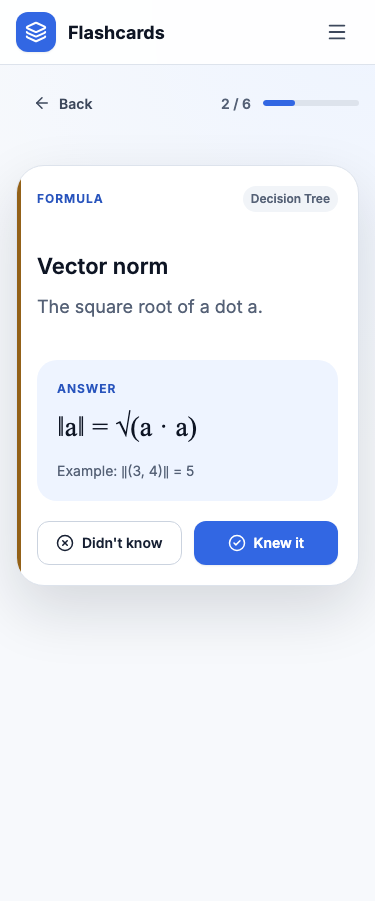 Flashcards
Back
2 / 6
FORMULA
Decision Tree
Vector norm
The square root of a dot a.
ANSWER
‖a‖ = √(a · a)
Example: ‖(3, 4)‖ = 5
Didn't know
Knew it